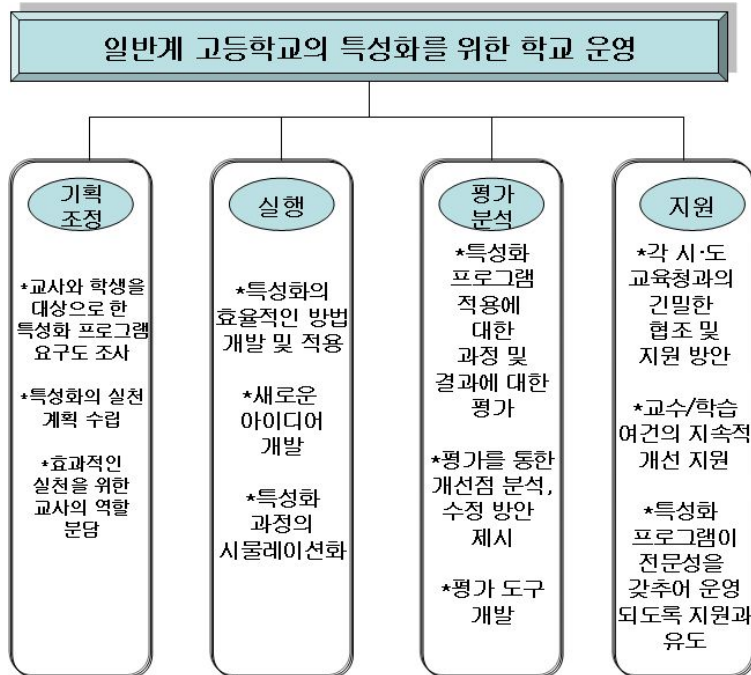 일반계 고등학교의 특성화를 위한 학교 운영
기획
조정
*교사와 학생을
대상으로 한
특성화 프로그램
요구도 조사
*특성화의 실천
계획 수립
*효과적인
실천을 위한
교사의 역할
분담
실행
*특성화의
효율적인 방법
개발 및 적용
*새로운
아이디어
개발
*특성화
과정의
시물레이션화
평가
분석
*특성화
프로그램
적용에
대한
과정 및
결과에 대한
평가
*평가를 통한
개선점 분석,
수정 방안
제시
*평가 도구
개발
지원
*각 시·도
교육청과의
긴밀한
협조 및
지원 방안
*교수/학습
여건의 지속적
개선 지원
*특성화
프로그램이
전문성을
갖추어 운영
되도록 지원과
유도